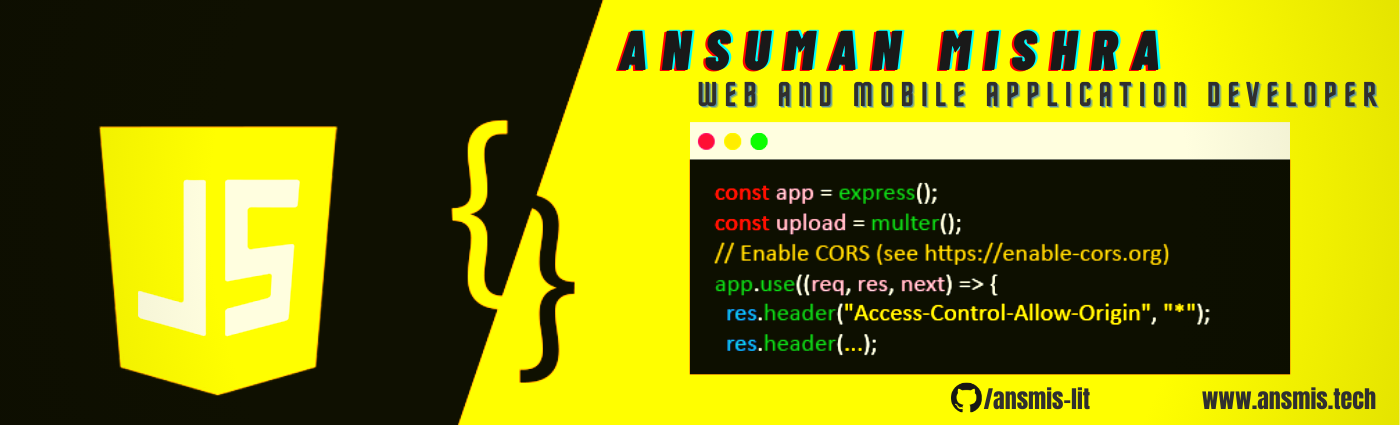 ANSUMAN MISHRA
WEB AND MOBILE APPLICATION DEVELOPER
JS
{
}
const app = express();
const upload = multer();
// Enable CORS (see https://enable-cors.org)
app.use((req, res, next) => {
res.header("Access-Control-Allow-Origin", "*");
res.header(...);
/ansmis-lit
www.ansmis.tech